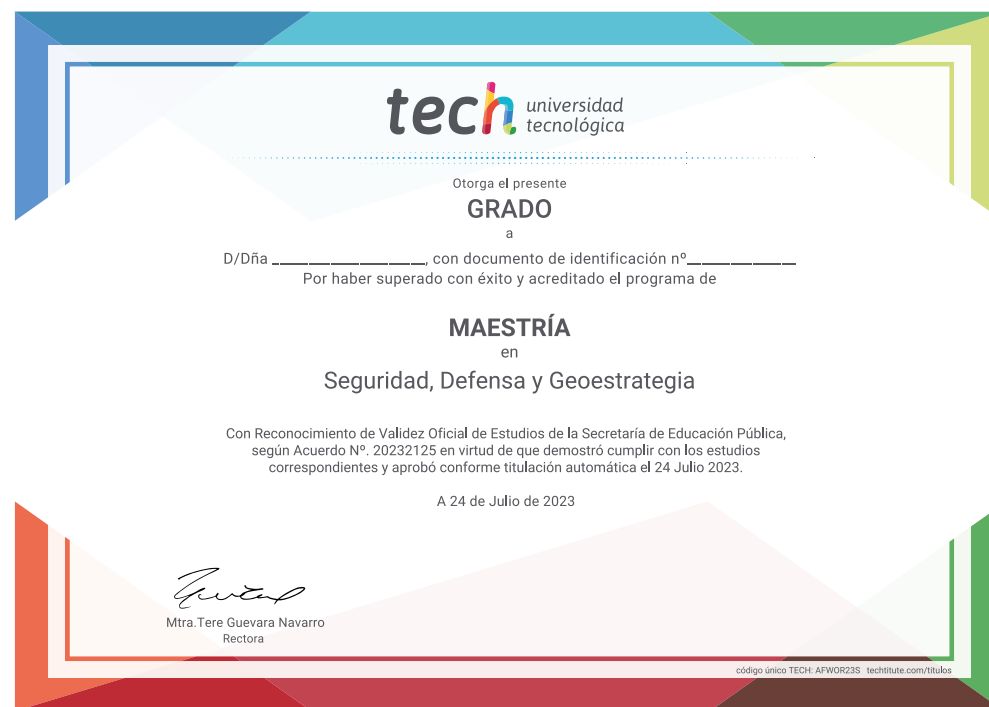 tech universidad
tecnológica
Otorga el presente
GRADO
a
D/Dña ____________________, con documento de identificación nº______________
Por haber superado con éxito y acreditado el programa de
MAESTRÍA
en
Seguridad, Defensa y Geoestrategia
Con Reconocimiento de Validez Oficial de Estudios de la Secretaría de Educación Pública,
según Acuerdo Nº. 20232125 en virtud de que demostró cumplir con los estudios
correspondientes y aprobó conforme titulación automática el 24 Julio 2023.
A 24 de Julio de 2023
Mtra.Tere Guevara Navarro
Rectora
código único TECH: AFWOR23S techtitute.com/titulos